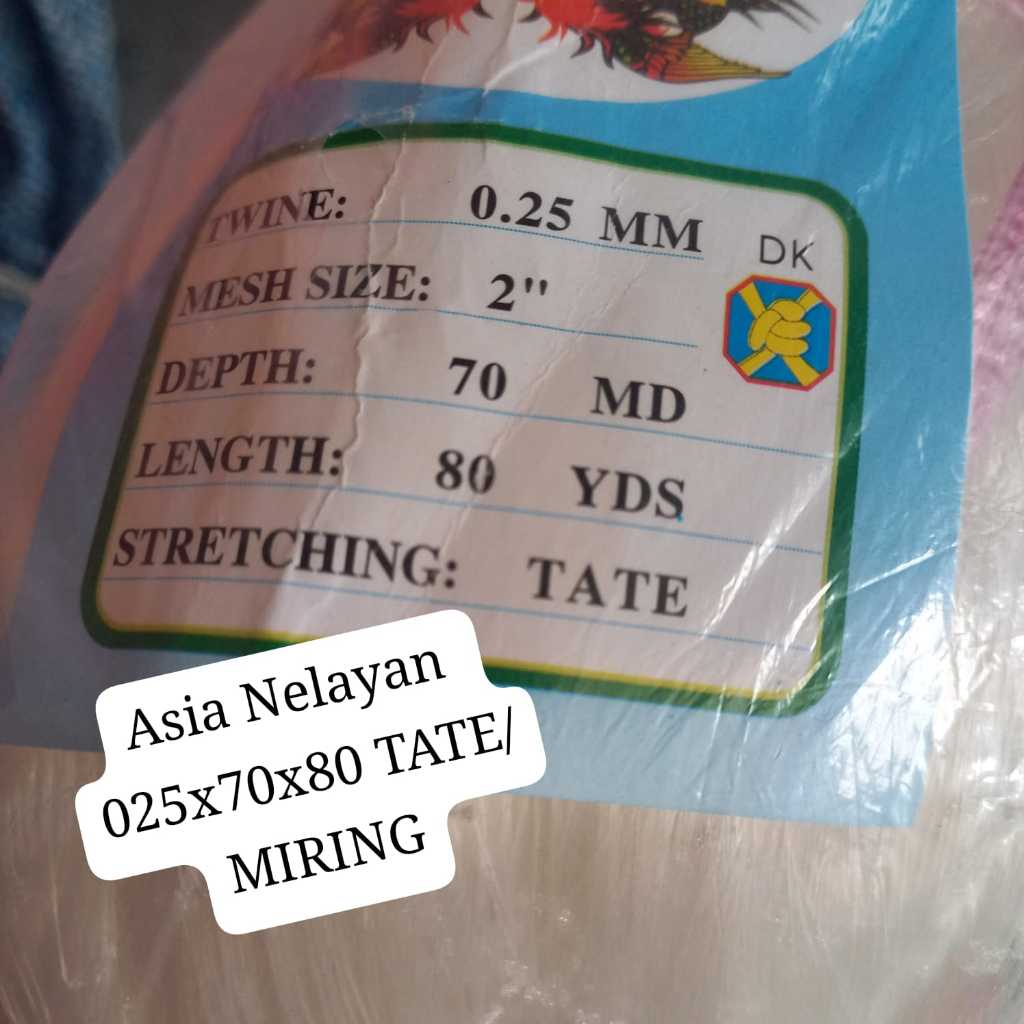 TWINE: 0.25 MM
DK
MESH SIZE: 2"
DEPTH: 70 MD
LENGTH: 80 YDS
STRETCHING: TATE
Asia Nelayan
025x70x80 TATE/
MIRING